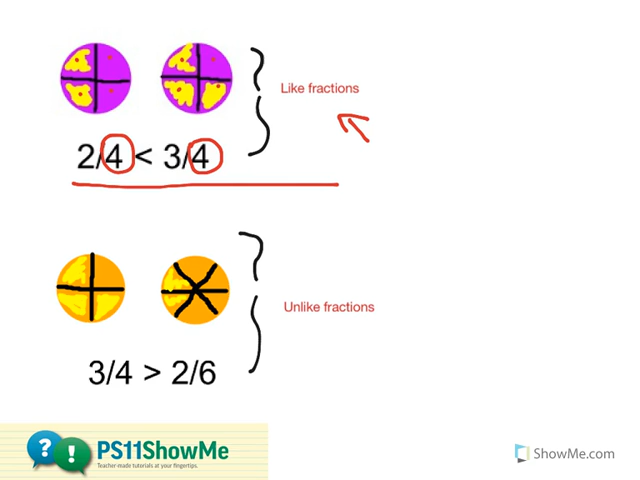 Like fractions
2/4 < 3/4
Unlike fractions
3/4 > 2/6
? !
PS11ShowMe
Teacher-made tutorials at your fingertips.
ShowMe.com